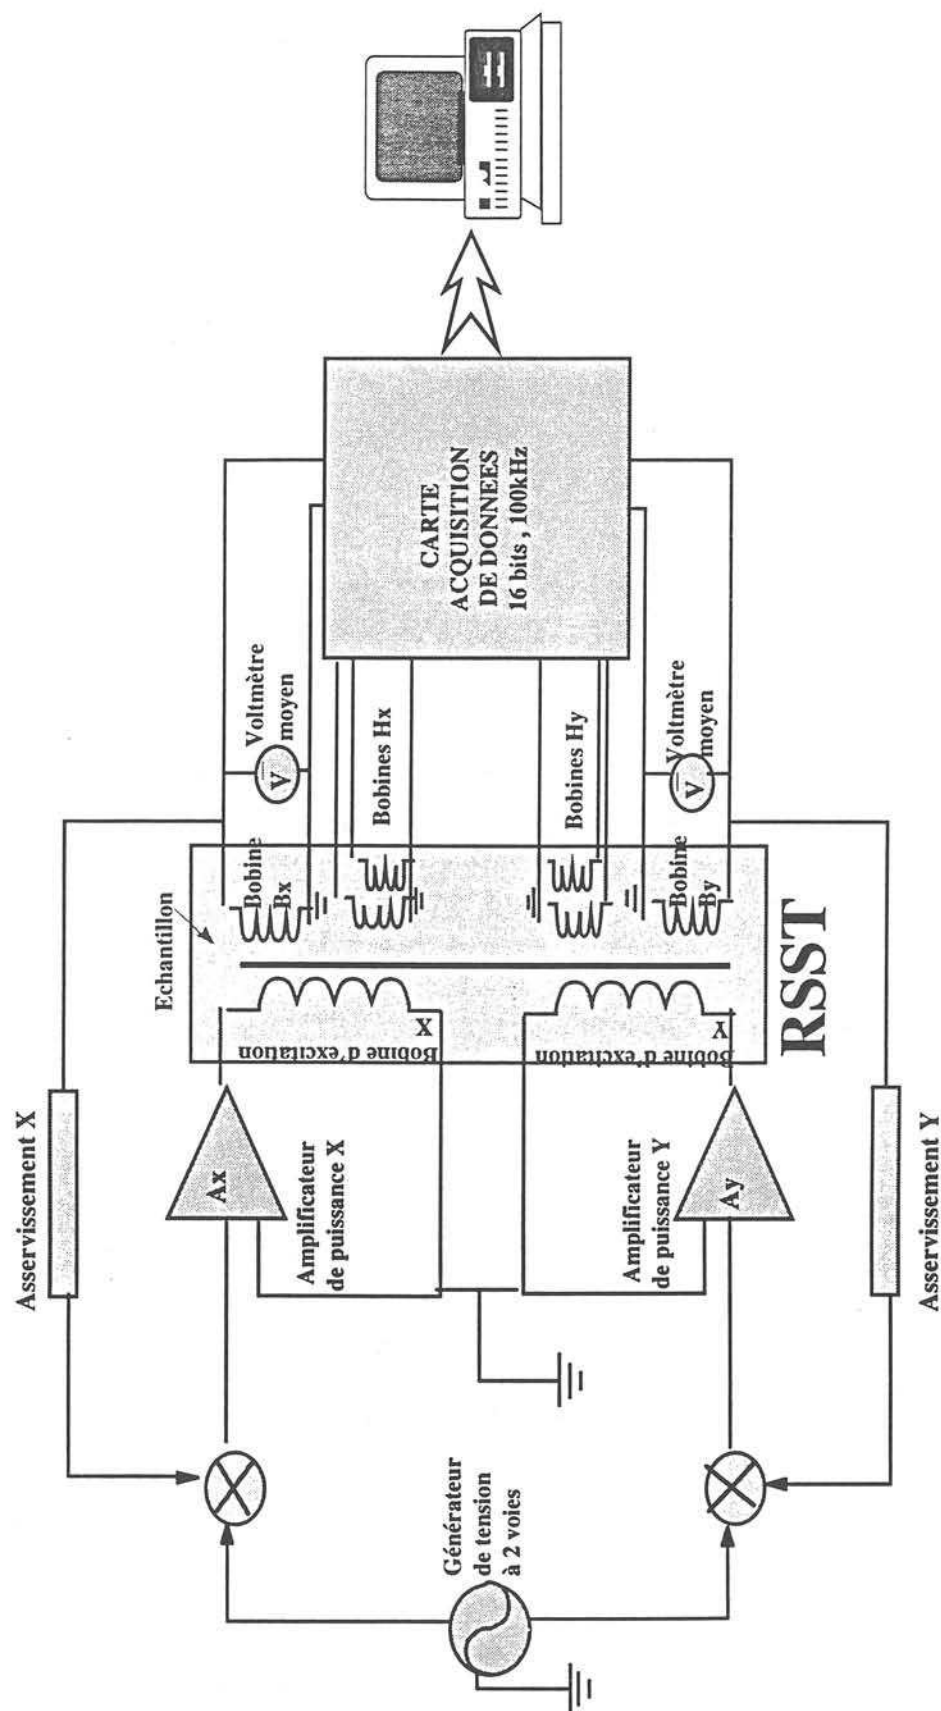 Asservissement X
Echantillon
Voltmètre
moyen
V
Bobine
Bx
Ax
Amplificateur
de puissance X
Bobine d'excitation
X
Bobines Hx
CARTE
ACQUISITION
DE DONNEES
16 bits , 100kHz
Générateur
de tension
à 2 voies
Bobines Hy
Bobine d'excitation
Y
Amplificateur
de puissance Y
Ay
Bobine
By
Voltmètre
moyen
V
RSST
Asservissement Y